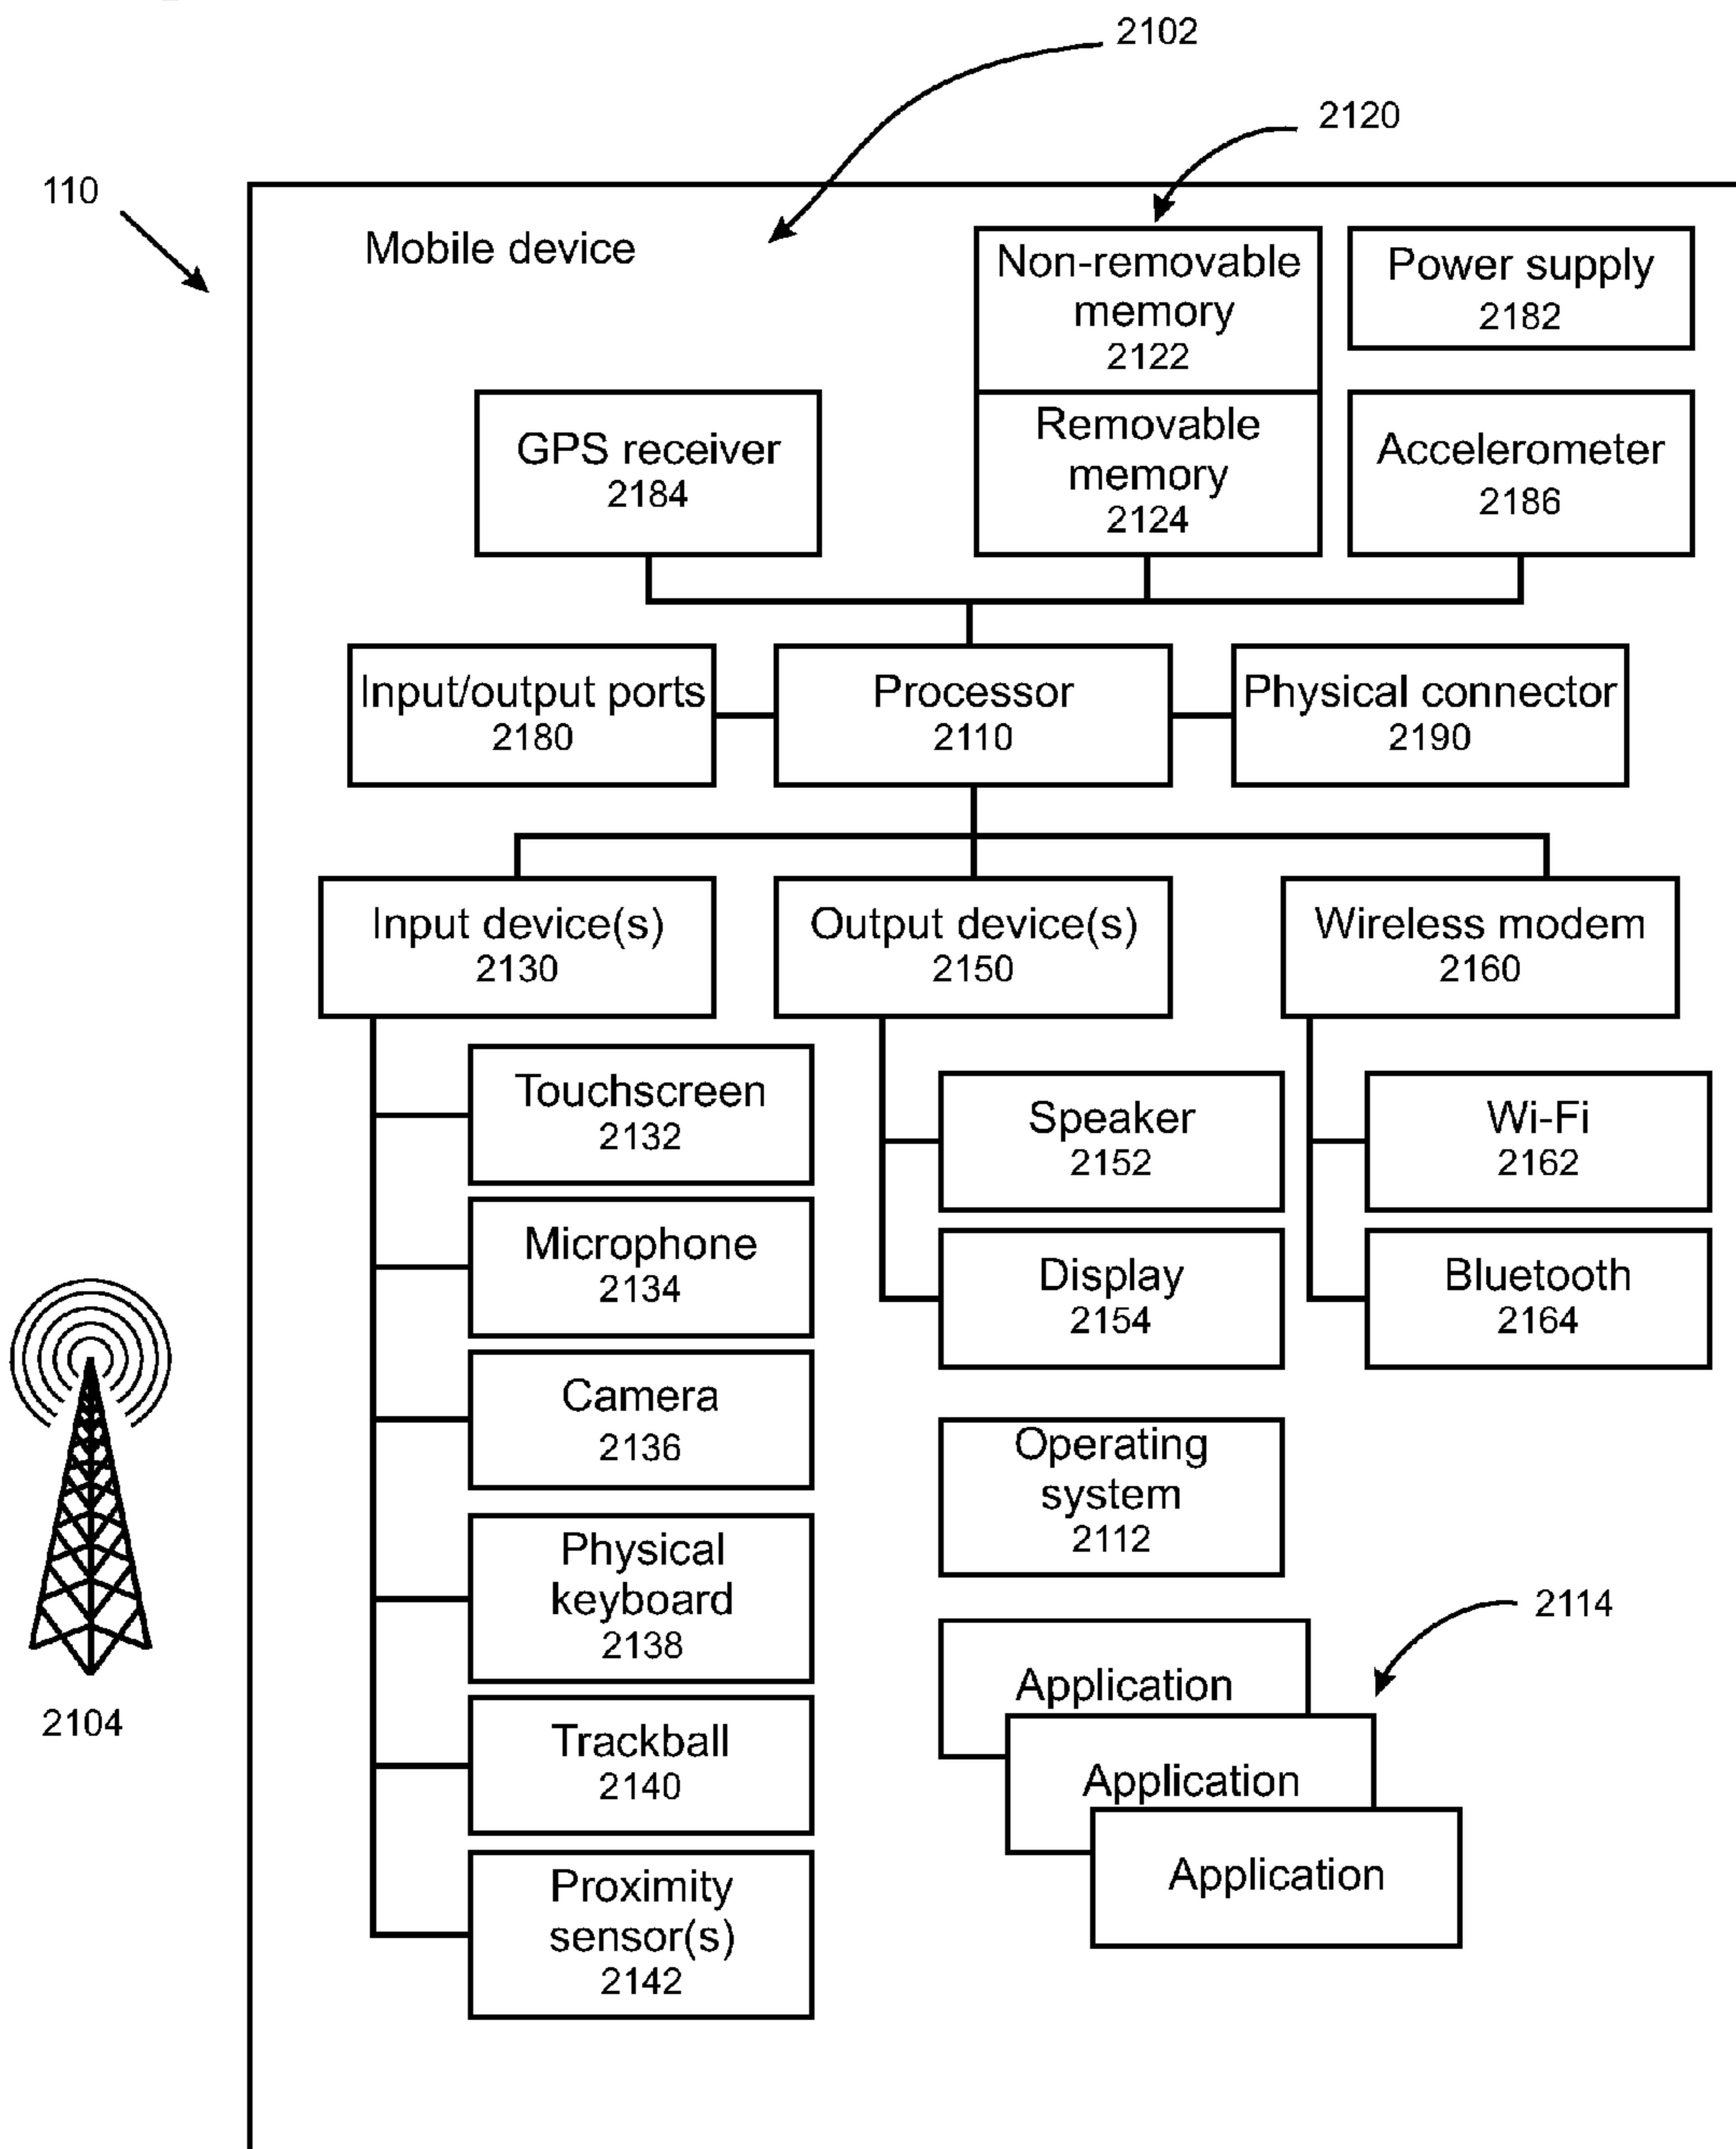 2102
2120
110
Mobile device
Non-removable
memory
2122
Power supply
2182
GPS receiver
2184
Removable
memory
2124
Accelerometer
2186
Input/output ports
2180
Processor
2110
Physical connector
2190
Input device(s)
2130
Output device(s)
2150
Wireless modem
2160
Touchscreen
2132
Microphone
2134
Camera
2136
Physical
keyboard
2138
Trackball
2140
Proximity
sensor(s)
2142
Speaker
2152
Display
2154
Wi-Fi
2162
Bluetooth
2164
Operating
system
2112
2114
Application
Application
Application
2104